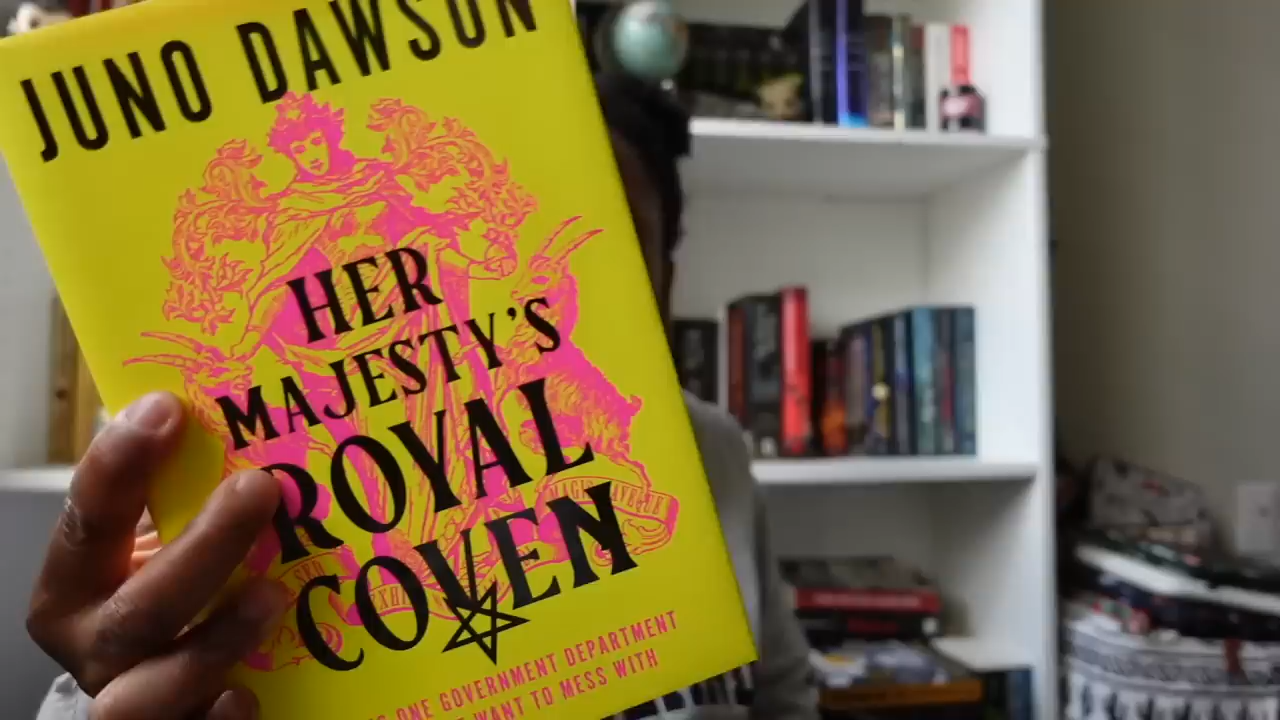 JUNO DAWSON
HER
MAJESTY'S
ROYAL
COVEN
ONE GOVERNMENT DEPARTMENT
WANT TO MESS WITH